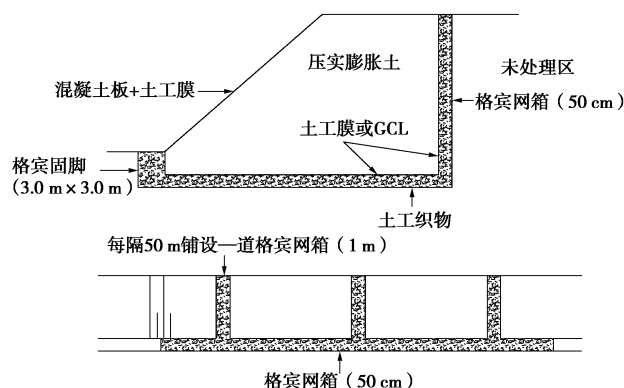 压实膨胀土
未处理区
混凝土板+土工膜
格宾网箱（50 cm）
土工膜或GCL
格宾固脚
（3.0 m×3.0 m）
土工织物
每隔50 m铺设一道格宾网箱（1 m）
格宾网箱（50 cm）